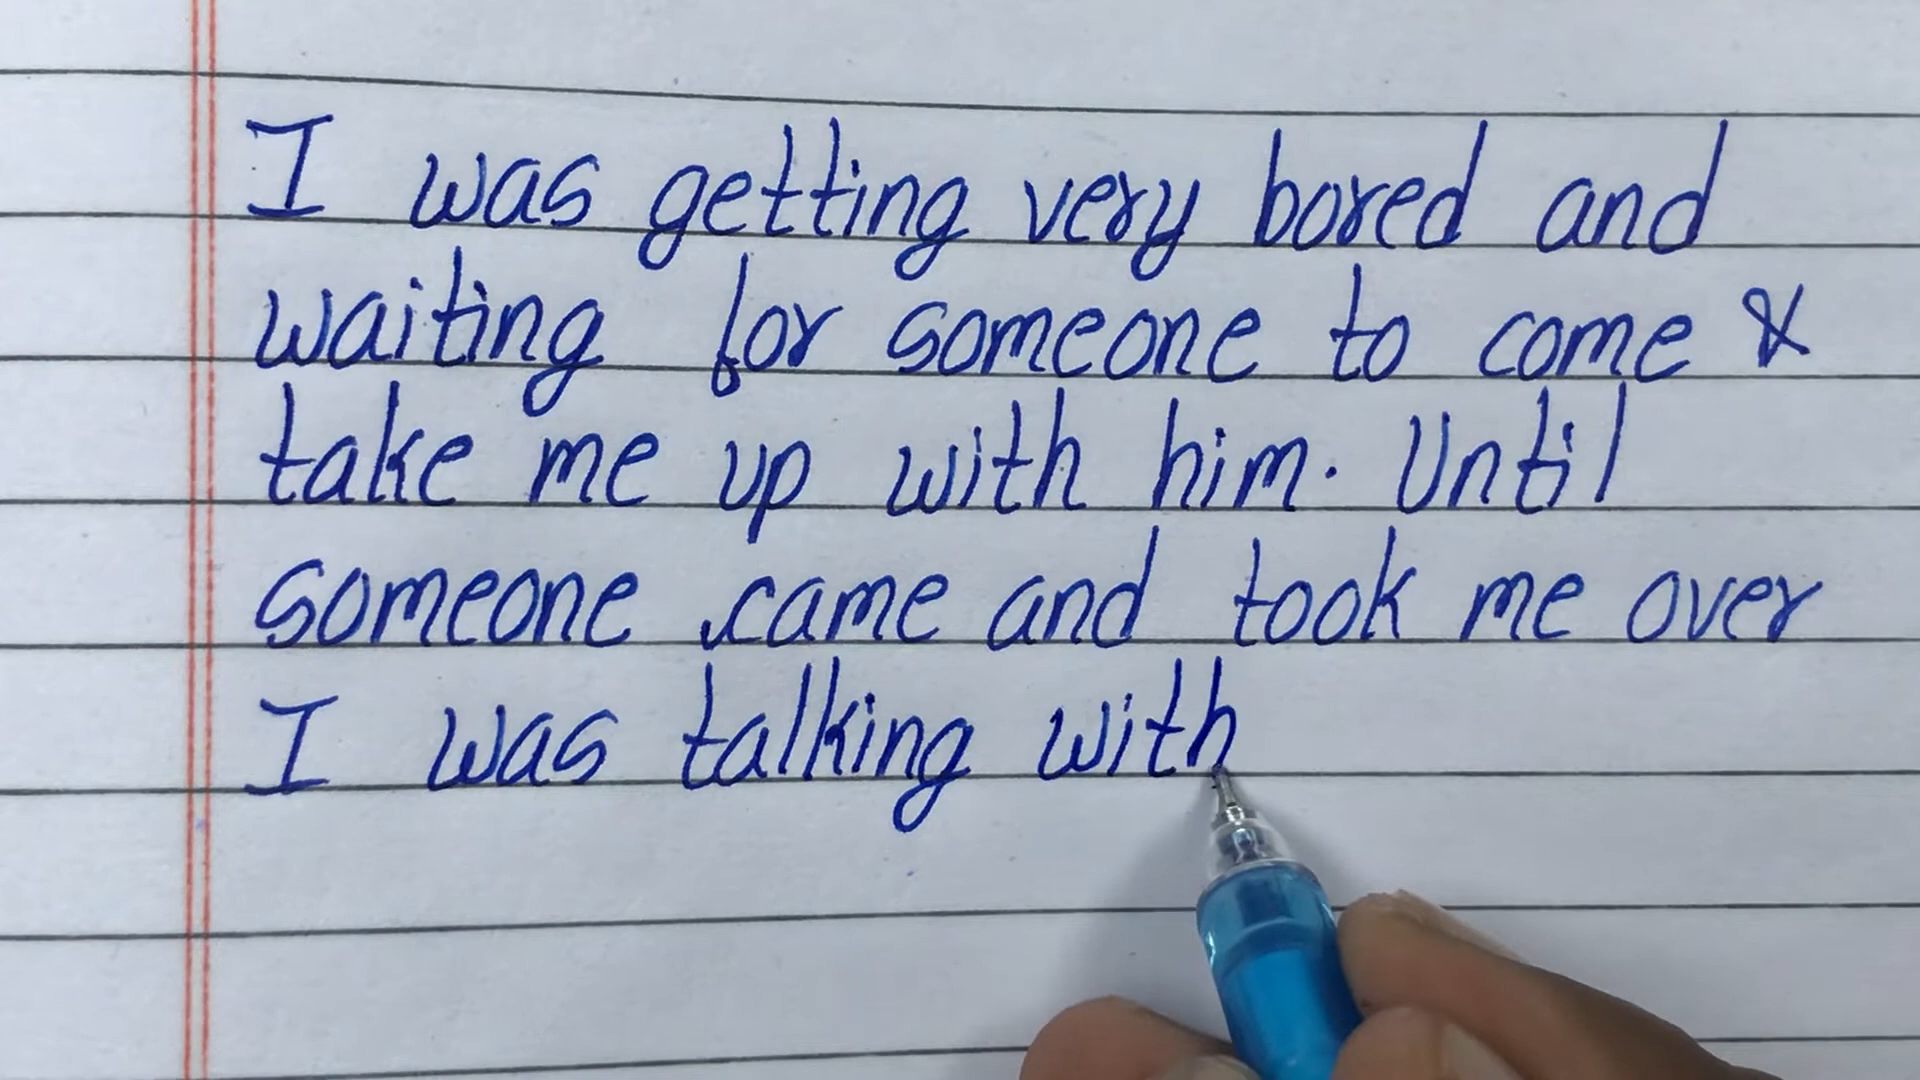 I was getting very bored and
waiting for someone to come &
take me up with him. Until
someone came and took me over
I was talking with